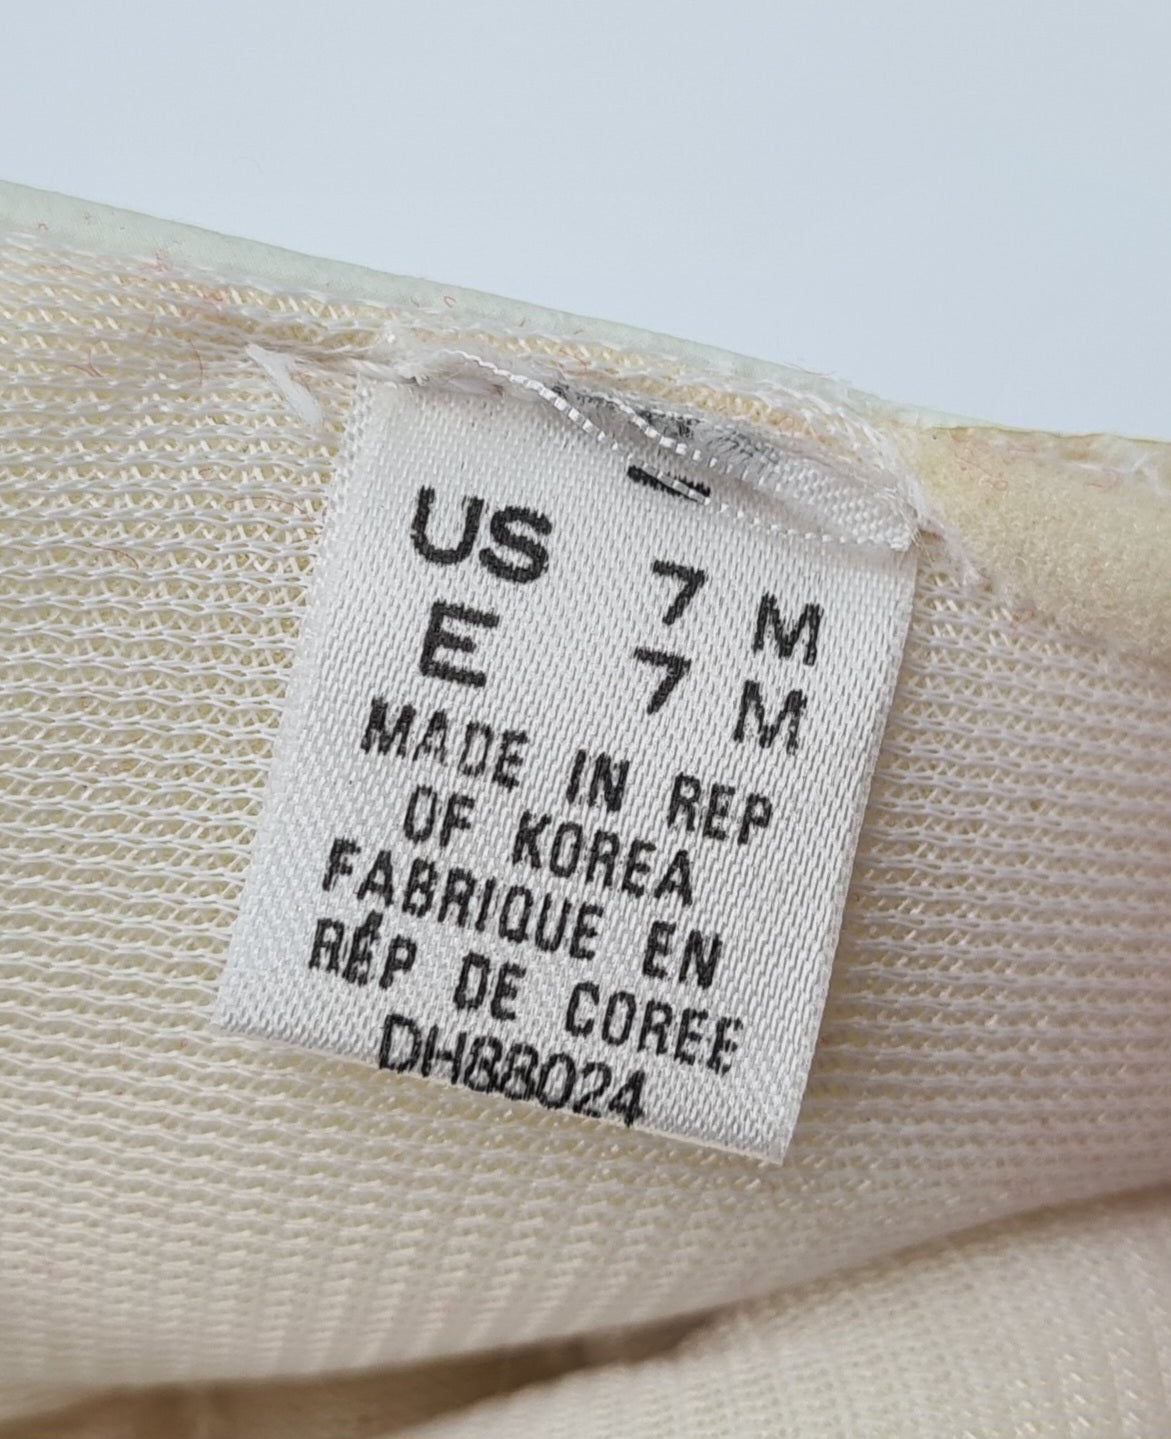 US 7 M
E 7 M
MADE IN REP
OF KOREA
FABRIQUE EN
RÉP DE COREE
DH88024